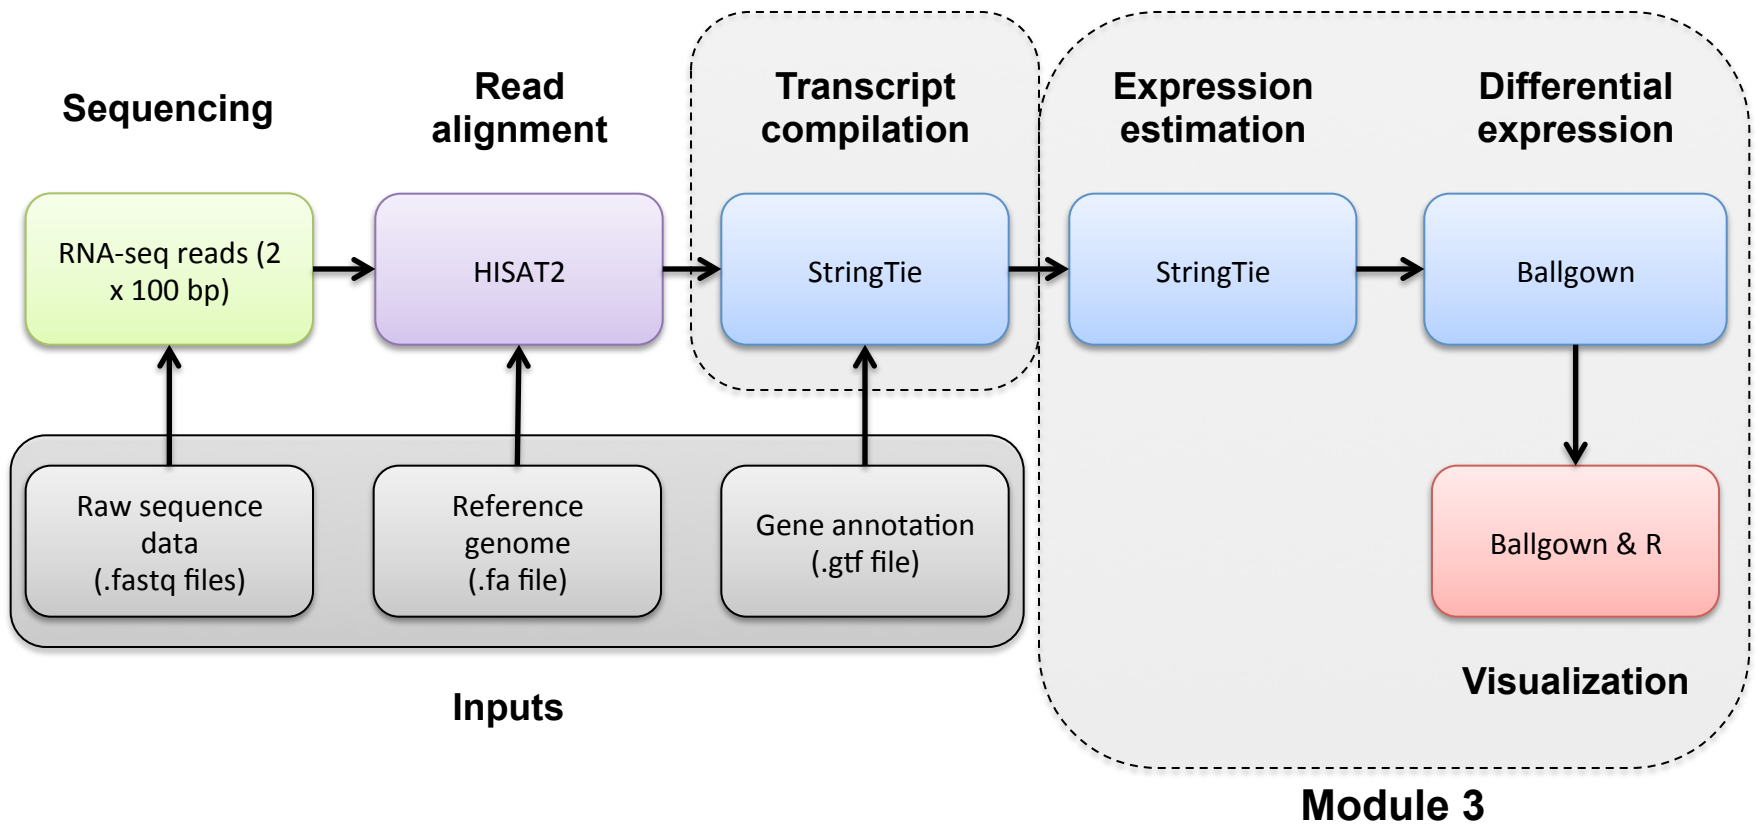 Sequencing
Read
alignment
Transcript
compilation
Expression
estimation
Differential
expression
RNA-seq reads (2
x 100 bp)
HISAT2
StringTie
StringTie
Ballgown
Raw sequence
data
(.fastq files)
Reference
genome
(.fa file)
Gene annotation
(.gtf file)
Ballgown & R
Inputs
Visualization
Module 3